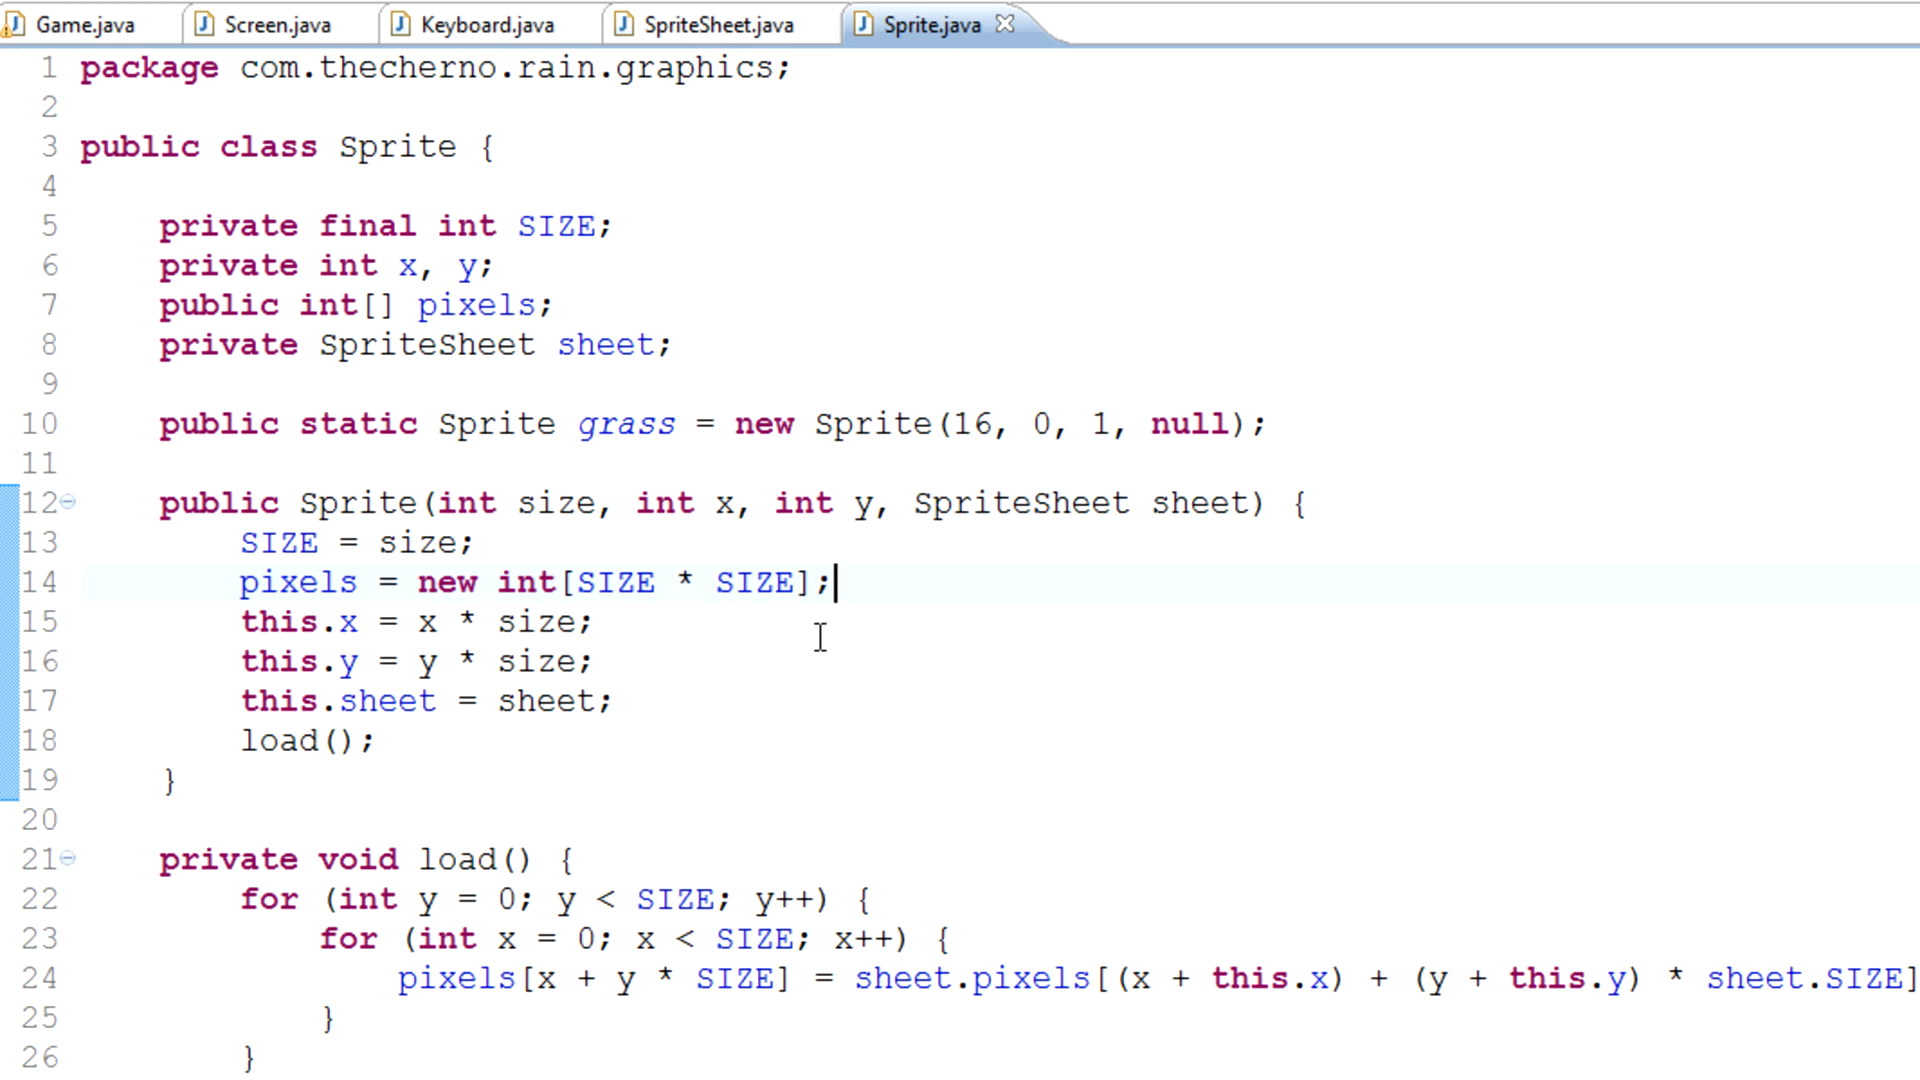 Game.java Screen.java Keyboard.java SpriteSheet.java Sprite.java
1 package com.thecherno.rain.graphics;
2
3 public class Sprite {
4
5 private final int SIZE;
6 private int x, y;
7 public int[] pixels;
8 private SpriteSheet sheet;
9
10 public static Sprite grass = new Sprite(16, 0, 1, null);
11
12 public Sprite(int size, int x, int y, SpriteSheet sheet) {
13 SIZE = size;
14 pixels = new int[SIZE * SIZE];
15 this.x = x * size;
16 this.y = y * size;
17 this.sheet = sheet;
18 load();
19 }
20
21 private void load() {
22 for (int y = 0; y < SIZE; y++) {
23 for (int x = 0; x < SIZE; x++) {
24 pixels[x + y * SIZE] = sheet.pixels[(x + this.x) + (y + this.y) * sheet.SIZE]
25 }
26 }